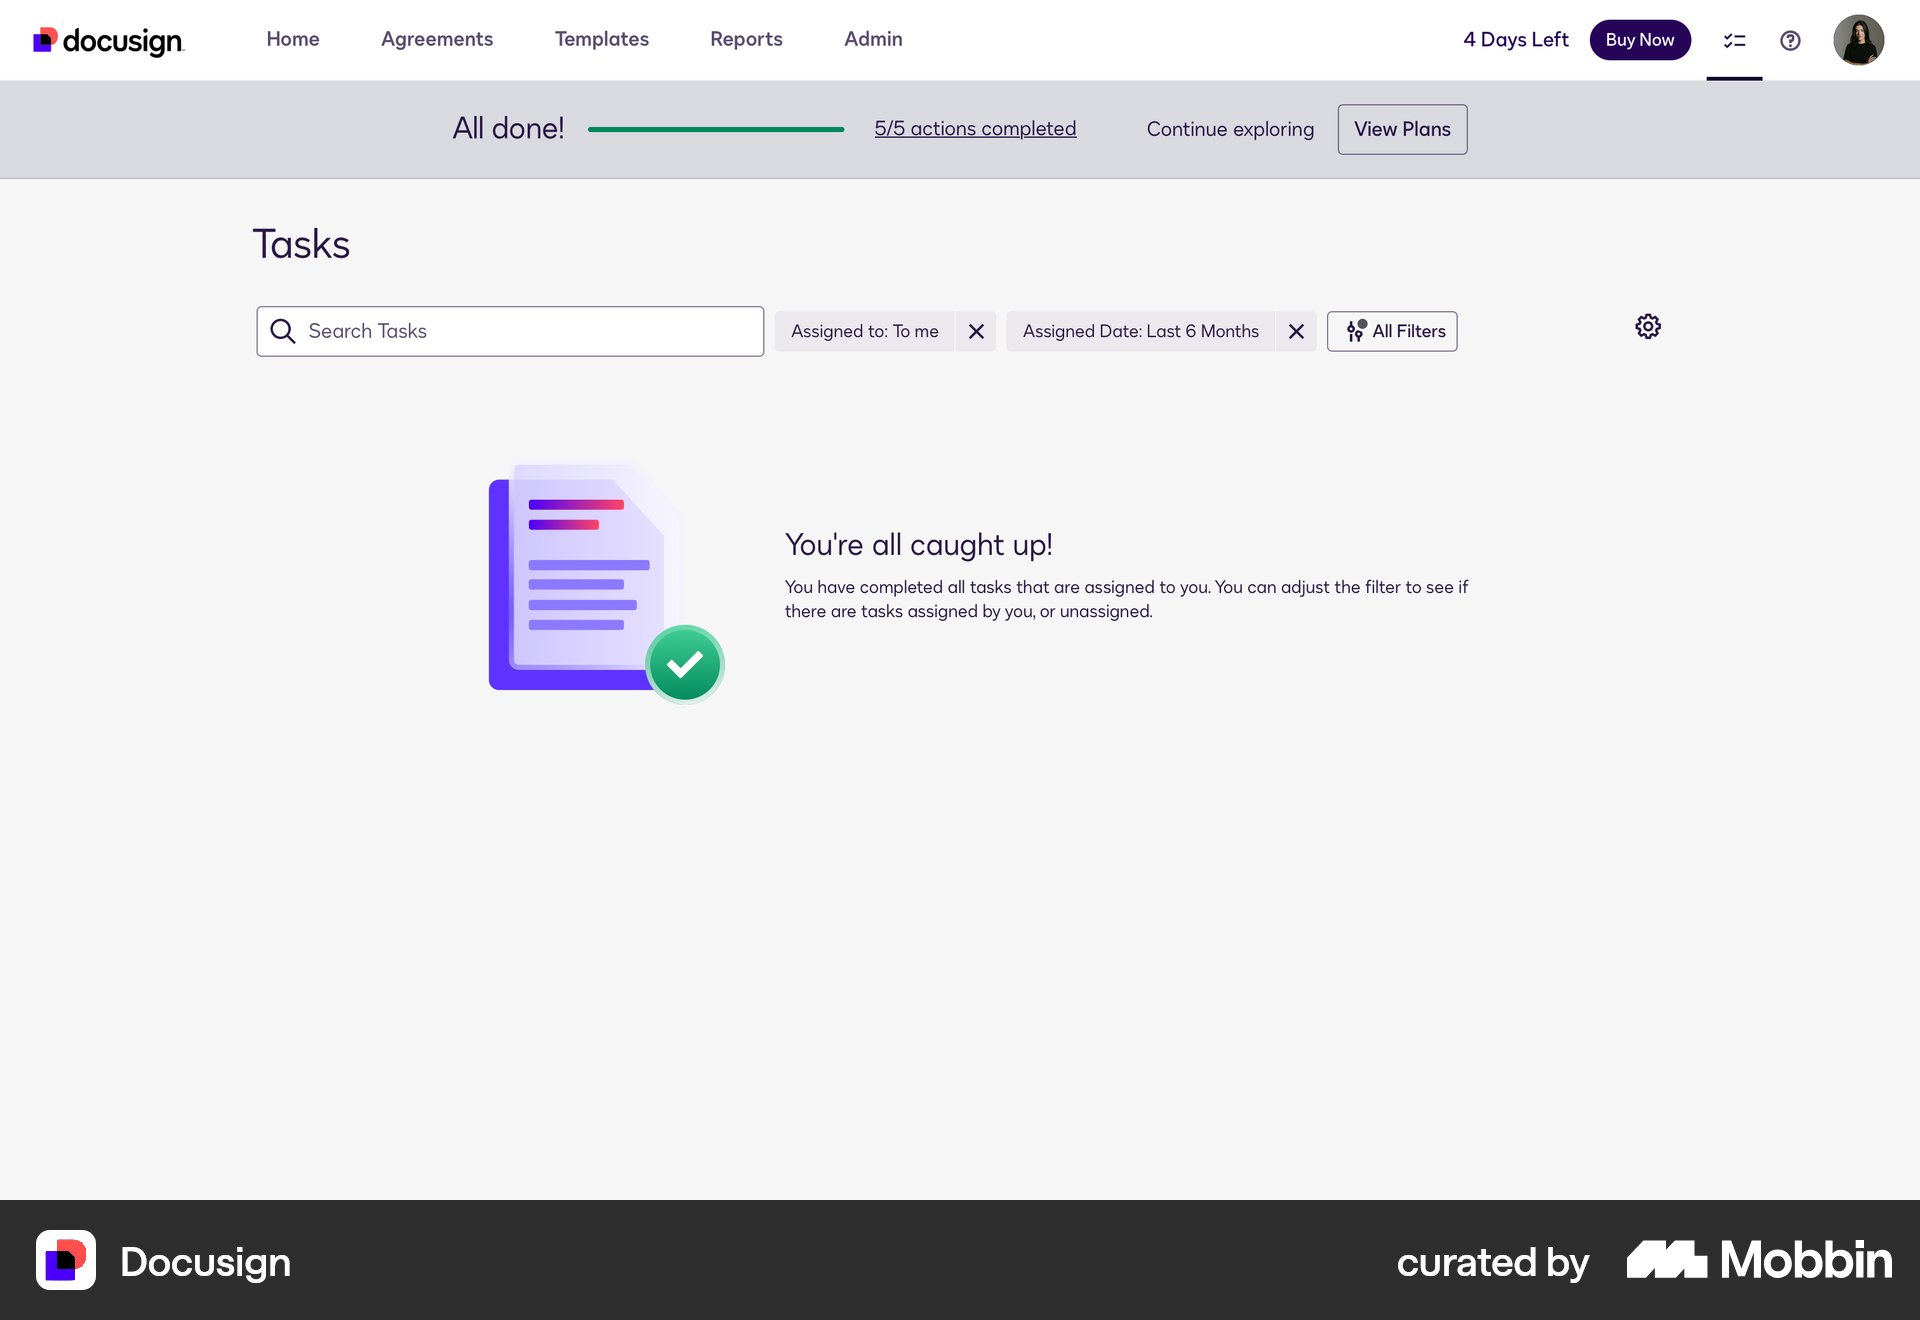 docusign
Home
Agreements
Templates
Reports
Admin
4 Days Left
Buy Now
All done!
5/5 actions completed
Continue exploring
View Plans
Tasks
Search Tasks
Assigned to: To me
Assigned Date: Last 6 Months
All Filters
You're all caught up!
You have completed all tasks that are assigned to you. You can adjust the filter to see if
there are tasks assigned by you, or unassigned.
Docusign
curated by
Mobbin